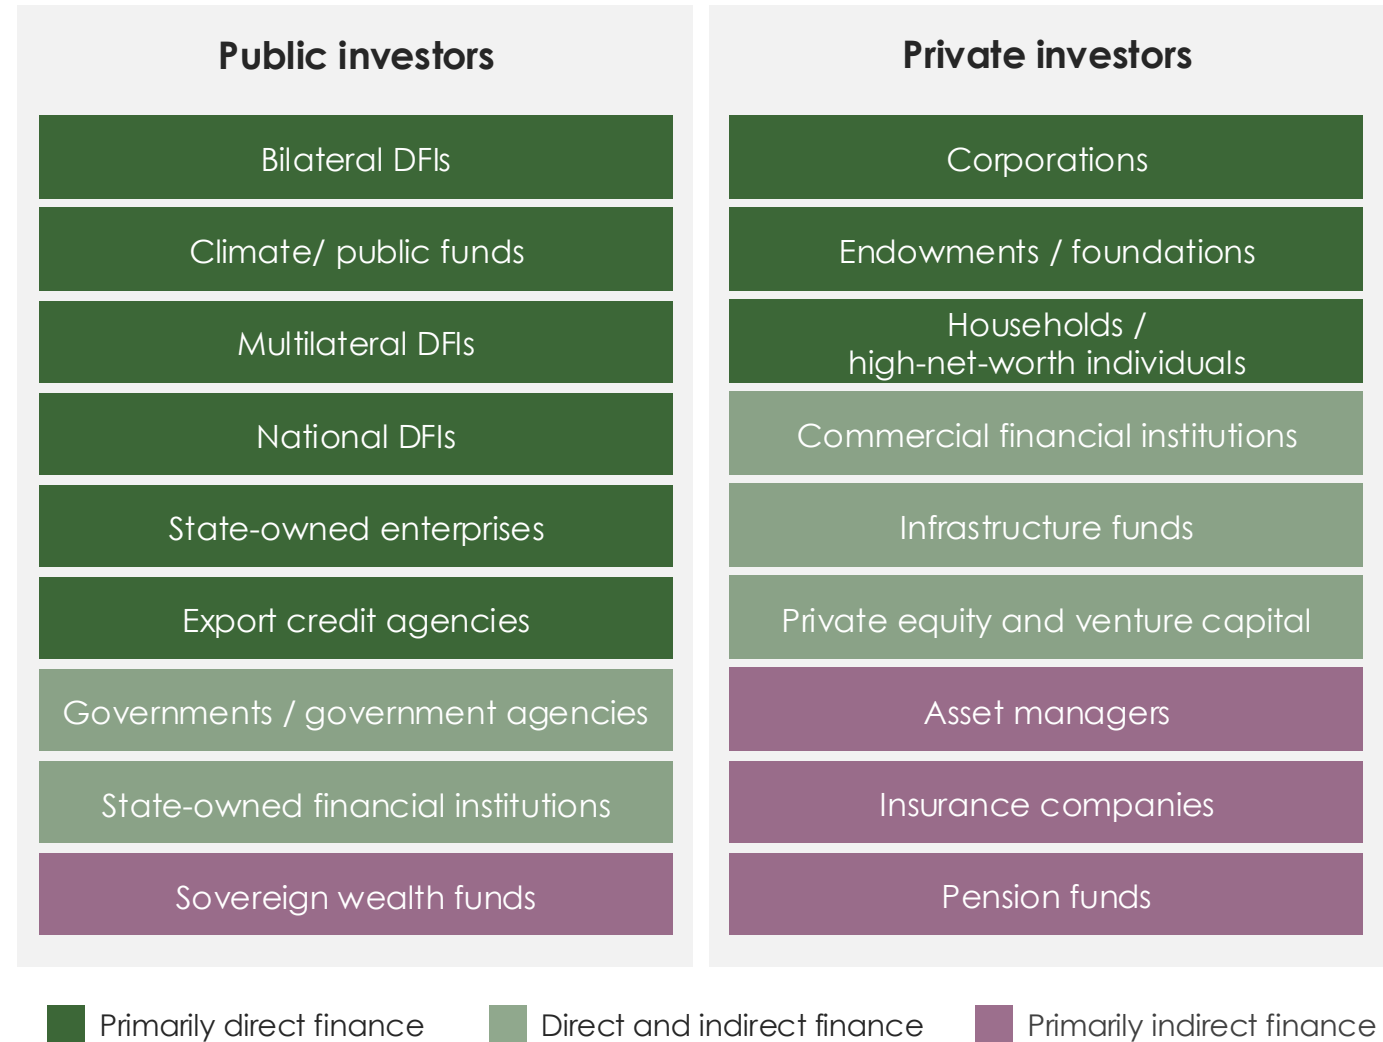 Public investors
Bilateral DFIs
Climate/ public funds
Multilateral DFIs
National DFIs
State-owned enterprises
Export credit agencies
Governments / government agencies
State-owned financial institutions
Sovereign wealth funds
Private investors
Corporations
Endowments / foundations
Households /
high-net-worth individuals
Commercial financial institutions
Infrastructure funds
Private equity and venture capital
Asset managers
Insurance companies
Pension funds
Primarily direct finance
Direct and indirect finance
Primarily indirect finance